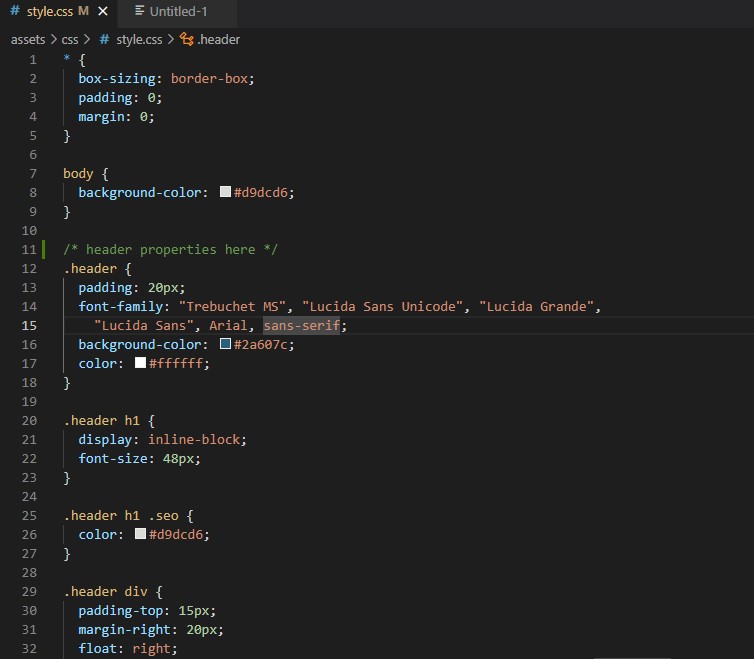 # style.css M × Untitled-1
assets > css > # style.css > .header
1 * {
2 box-sizing: border-box;
3 padding: 0;
4 margin: 0;
5 }
6
7 body {
8 background-color: #d9dcd6;
9 }
10
11 /* header properties here */
12 .header {
13 padding: 20px;
14 font-family: "Trebuchet MS", "Lucida Sans Unicode", "Lucida Grande",
15 "Lucida Sans", Arial, sans-serif;
16 background-color: #2a607c;
17 color: #ffffff;
18 }
19
20 .header h1 {
21 display: inline-block;
22 font-size: 48px;
23 }
24
25 .header h1 .seo {
26 color: #d9dcd6;
27 }
28
29 .header div {
30 padding-top: 15px;
31 margin-right: 20px;
32 float: right;